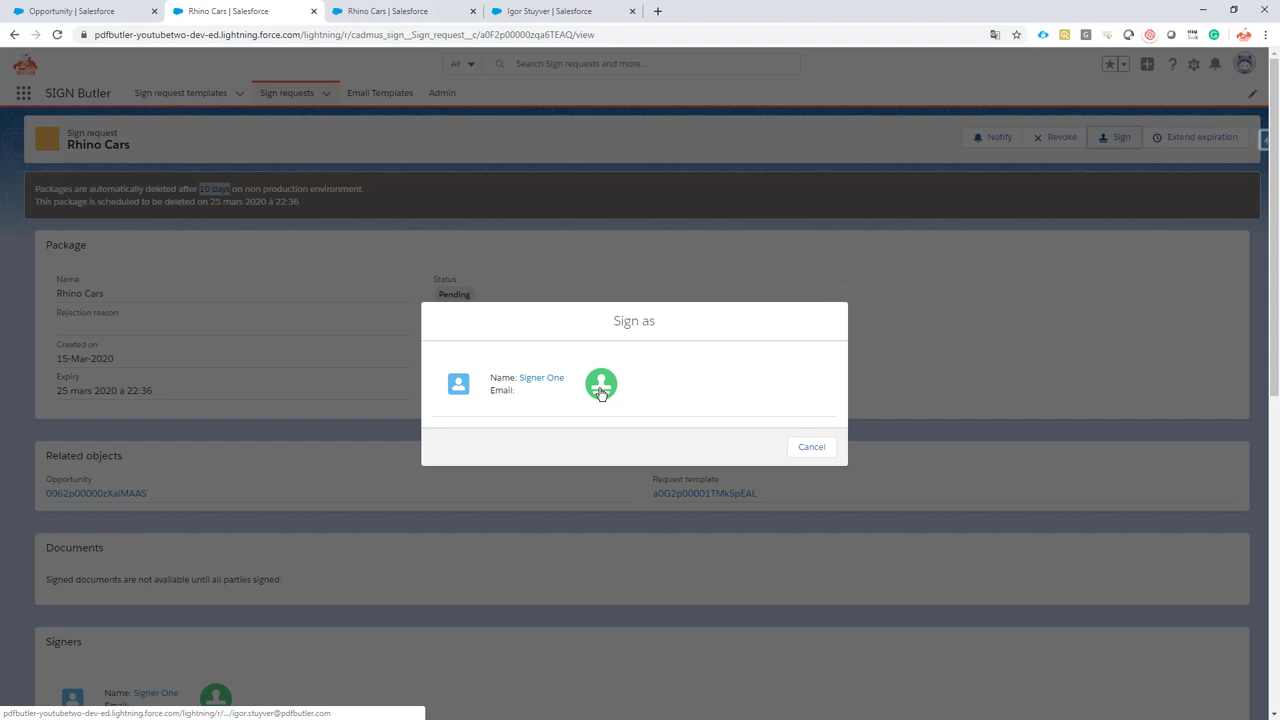 Opportunity | Salesforce
Rhino Cars | Salesforce
Rhino Cars | Salesforce
Igor Stuyver | Salesforce
pdfbutler-youtubetwo-dev-ed.lightning.force.com/lightning/r/cadmus_sign__Sign_request__c/a0F2p00000zqa6TEAQ/view
All
Search Sign requests and more...
SIGN Butler
Sign request templates
Sign requests
Email Templates
Admin
Sign request
Rhino Cars
Notify
Revoke
Sign
Extend expiration
Packages are automatically deleted after 10 days on non production environment.
This package is scheduled to be deleted on 25 mars 2020 à 22:36
Package
Name
Rhino Cars
Status
Pending
Rejection reason
Created on
15-Mar-2020
Expiry
25 mars 2020 à 22:36
Sign as
Name: Signer One
Email:
Cancel
Related objects
Opportunity
0062p00000zXalMAAS
Request template
a0G2p00001TMkSpEAL
Documents
Signed documents are not available until all parties signed.
Signers
Name: Signer One
pdfbutler-youtubetwo-dev-ed.lightning.force.com/lightning/r/.../igor.stuyver@pdfbutler.com